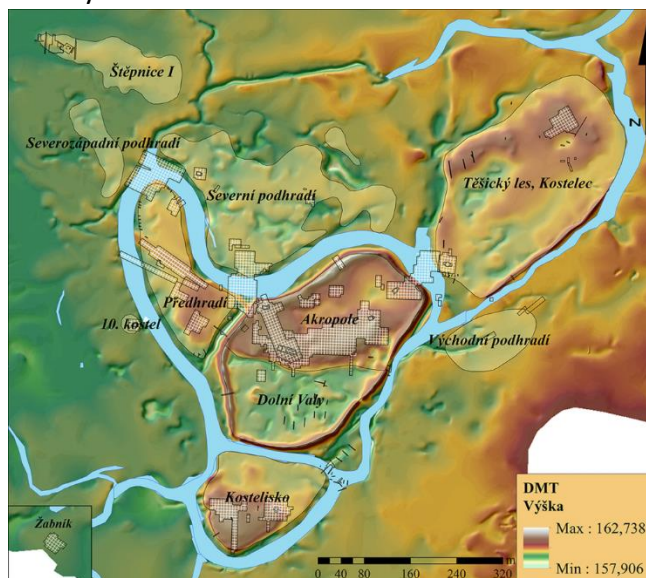 Štěpnice I
Severozápadní podhradí
Severní podhradí
Těšický les, Kostelec
Z
Předhradí
Akropole
10. kostel
Východní podhradí
Dolní Valy
Kostelisko
Žabník
DMT
Výška
Max : 162,738
Min : 157,906
m
0 20 40 80 160 240 320